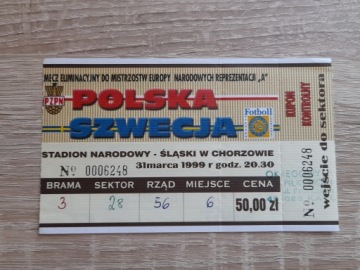 MECZ ELIMINACYJNY DO MISTRZOSTW EUROPY NARODOWYCH REPREZENTACJI „A”
PZPN
POLSKA
SZWECJA
Fotboll
STADION NARODOWY - ŚLĄSKI W CHORZOWIE
31 marca 1999 r godz. 20.30
No 0006248
BRAMA SEKTOR RZĄD MIEJSCE CENA
3 28 56 6 50,00 zł
KUPON KONTROLNY
No 0006248
wejście do sektora